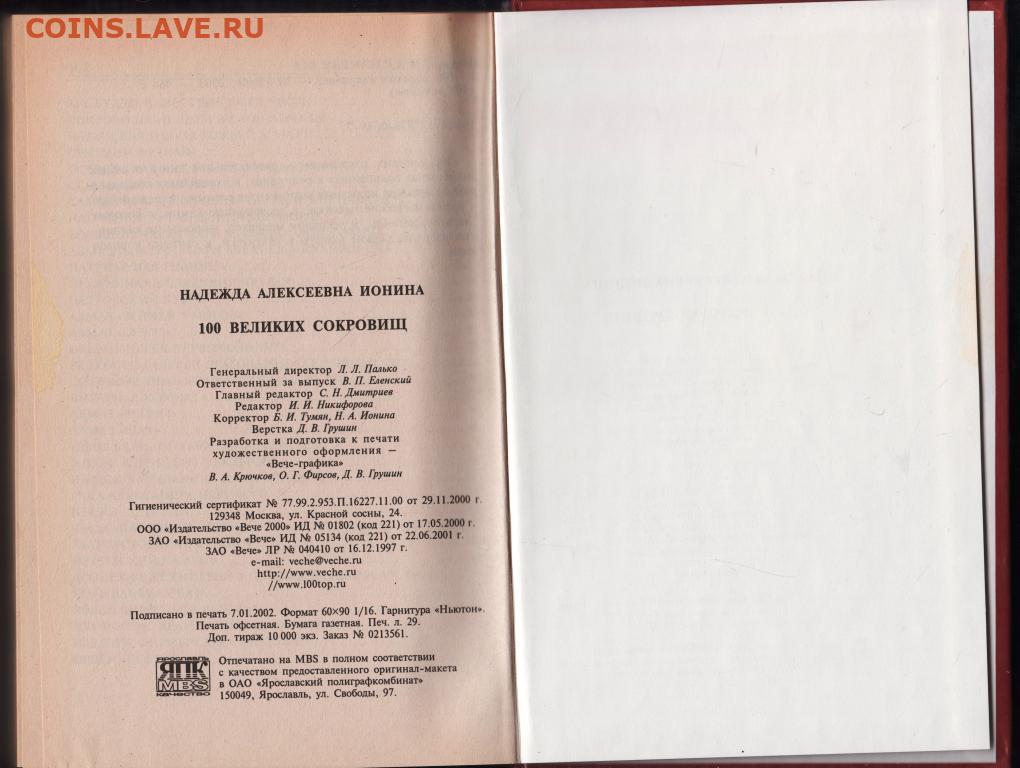 COINS.LAVE.RU
НАДЕЖДА АЛЕКСЕЕВНА ИОНИНА
100 ВЕЛИКИХ СОКРОВИЩ
Генеральный директор Л. Л. Палько
Ответственный за выпуск В. П. Еленский
Главный редактор С. Н. Дмитриев
Редактор И. И. Никифорова
Корректор Б. И. Тумян, Н. А. Ионина
Верстка Д. В. Грушин
Разработка и подготовка к печати
художественного оформления —
«Вече-графика»
В. А. Крючков, О. Г. Фирсов, Д. В. Грушин
Гигиенический сертификат № 77.99.2.953.П.16227.11.00 от 29.11.2000 г.
129348 Москва, ул. Красной сосны, 24.
ООО «Издательство «Вече 2000» ИД № 01802 (код 221) от 17.05.2000 г.
ЗАО «Издательство «Вече» ИД № 05134 (код 221) от 22.06.2001 г.
ЗАО «Вече» ЛР № 040410 от 16.12.1997 г.
e-mail: veche@veche.ru
http://www.veche.ru
//www.100top.ru
Подписано в печать 7.01.2002. Формат 60×90 1/16. Гарнитура «Ньютон».
Печать офсетная. Бумага газетная. Печ. л. 29.
Доп. тираж 10 000 экз. Заказ № 0213561.
ЯРОСЛАВЛЬ
ЯПК
MBS
КАЧЕСТВО
Отпечатано на MBS в полном соответствии
с качеством предоставленного оригинал-макета
в ОАО «Ярославский полиграфкомбинат»
150049, Ярославль, ул. Свободы, 97.